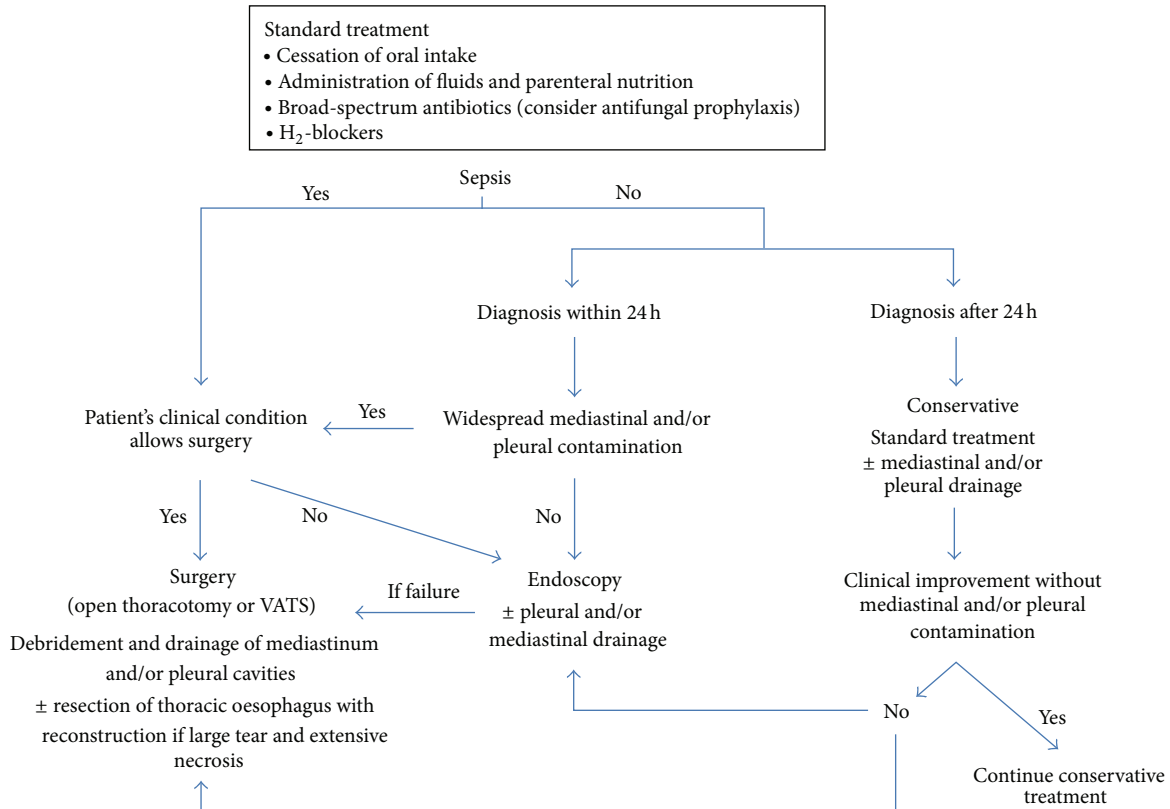 Standard treatment
• Cessation of oral intake
• Administration of fluids and parenteral nutrition
• Broad-spectrum antibiotics (consider antifungal prophylaxis)
• H₂-blockers
Sepsis
Yes
No
Diagnosis within 24 h
Diagnosis after 24 h
Patient's clinical condition
allows surgery
Yes
Widespread mediastinal and/or
pleural contamination
Conservative
Standard treatment
± mediastinal and/or
pleural drainage
Yes
No
No
Surgery
(open thoracotomy or VATS)
Debridement and drainage of mediastinum
and/or pleural cavities
± resection of thoracic oesophagus with
reconstruction if large tear and extensive
necrosis
If failure
Endoscopy
± pleural and/or
mediastinal drainage
Clinical improvement without
mediastinal and/or pleural
contamination
No
Yes
Continue conservative
treatment